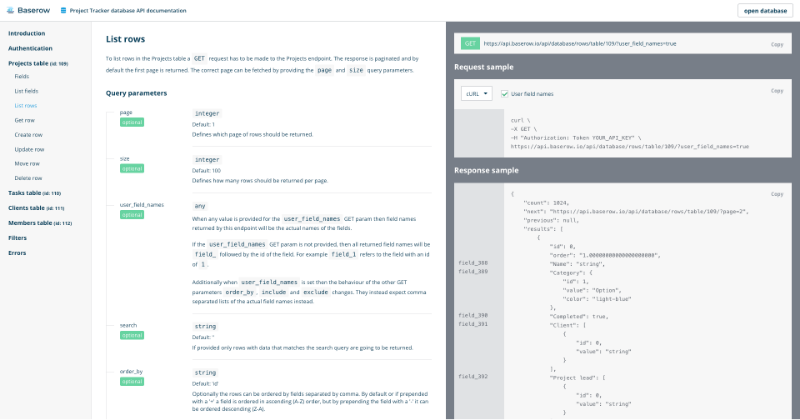 Baserow
Project Tracker database API documentation
open database
Introduction
Authentication
Projects table (id: 109)
Fields
List fields
List rows
Get row
Create row
Update row
Move row
Delete row
Tasks table (id: 110)
Clients table (id: 111)
Members table (id: 112)
Filters
Errors
List rows
To list rows in the Projects table a GET request has to be made to the Projects endpoint. The response is paginated and by
default the first page is returned. The correct page can be fetched by providing the page and size query parameters.
Query parameters
page
optional
integer
Default: 1
Defines which page of rows should be returned.
size
optional
integer
Default: 100
Defines how many rows should be returned per page.
user_field_names
optional
any
When any value is provided for the user_field_names GET param then field names
returned by this endpoint will be the actual names of the fields.
If the user_field_names GET param is not provided, then all returned field names will be
field_ followed by the id of the field. For example field_1 refers to the field with an id
of 1 .
Additionally when user_field_names is set then the behaviour of the other GET
parameters order_by , include and exclude changes. They instead expect comma
separated lists of the actual field names instead.
search
optional
string
Default: ''
If provided only rows with data that matches the search query are going to be returned.
order_by
optional
string
Default: 'id'
Optionally the rows can be ordered by fields separated by comma. By default or if prepended
with a '+' a field is ordered in ascending (A-Z) order, but by prepending the field with a '-' it can
be ordered descending (Z-A).
GET https://api.baserow.io/api/database/rows/table/109/?user_field_names=true Copy
Request sample
cURL User field names Copy
curl \
-X GET \
-H "Authorization: Token YOUR_API_KEY" \
https://api.baserow.io/api/database/rows/table/109/?user_field_names=true
Response sample
Copy
{
"count": 1024,
"next": "https://api.baserow.io/api/database/rows/table/109/?page=2",
"previous": null,
"results": [
{
"id": 0,
"order": "1.00000000000000000000",
field_388 "Name": "string",
field_389 "Category": {
"id": 1,
"value": "Option",
"color": "light-blue"
},
field_390 "Completed": true,
field_391 "Client": [
{
"id": 0,
"value": "string"
}
],
field_392 "Project lead": [
{
"id": 0,
"value": "string"
}